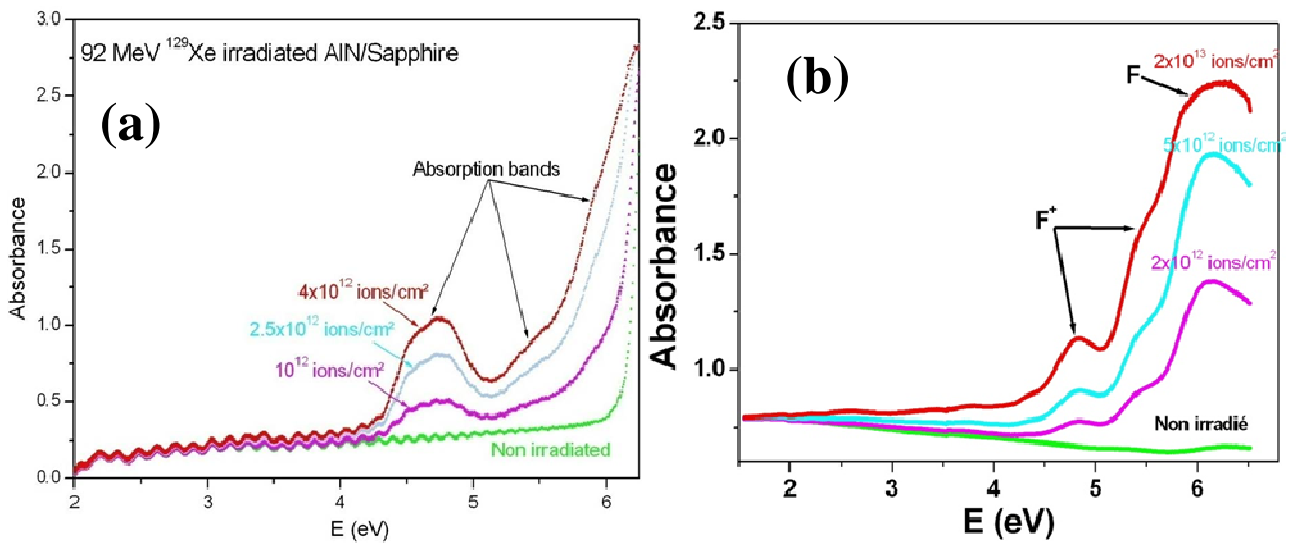 92 MeV ¹²⁹Xe irradiated AlN/Sapphire
(a)
Absorption bands
4x10¹² ions/cm²
2.5x10¹² ions/cm²
10¹² ions/cm²
Non irradiated
Absorbance
3.0
2.5
2.0
1.5
1.0
0.5
0.0
2
3
4
5
6
E (eV)
(b)
2x10¹³ ions/cm²
F
5x10¹² ions/cm²
F⁺
2x10¹² ions/cm²
Non irradié
Absorbance
2.5
2.0
1.5
1.0
2
3
4
5
6
E (eV)